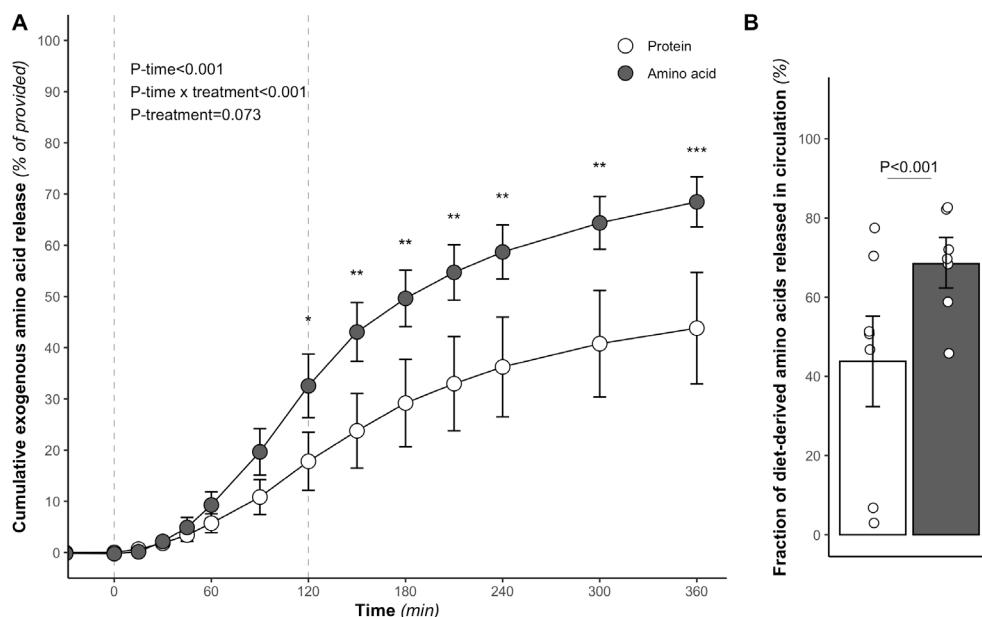 A
Cumulative exogenous amino acid release (% of provided)
100
90
80
70
60
50
40
30
20
10
0
P-time<0.001
P-time x treatment<0.001
P-treatment=0.073
Protein
Amino acid
*
**
**
**
**
**
***
0
60
120
180
240
300
360
Time (min)
B
Fraction of diet-derived amino acids released in circulation (%)
100
80
60
40
20
0
P<0.001